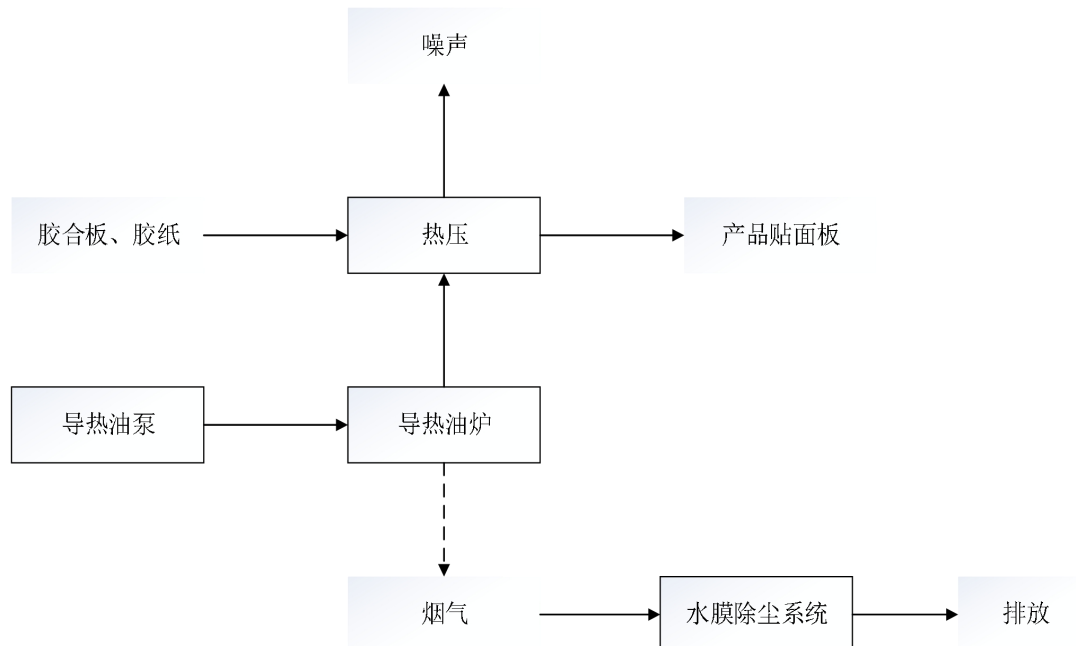 噪声
胶合板、胶纸
热压
产品贴面板
导热油泵
导热油炉
烟气
水膜除尘系统
排放